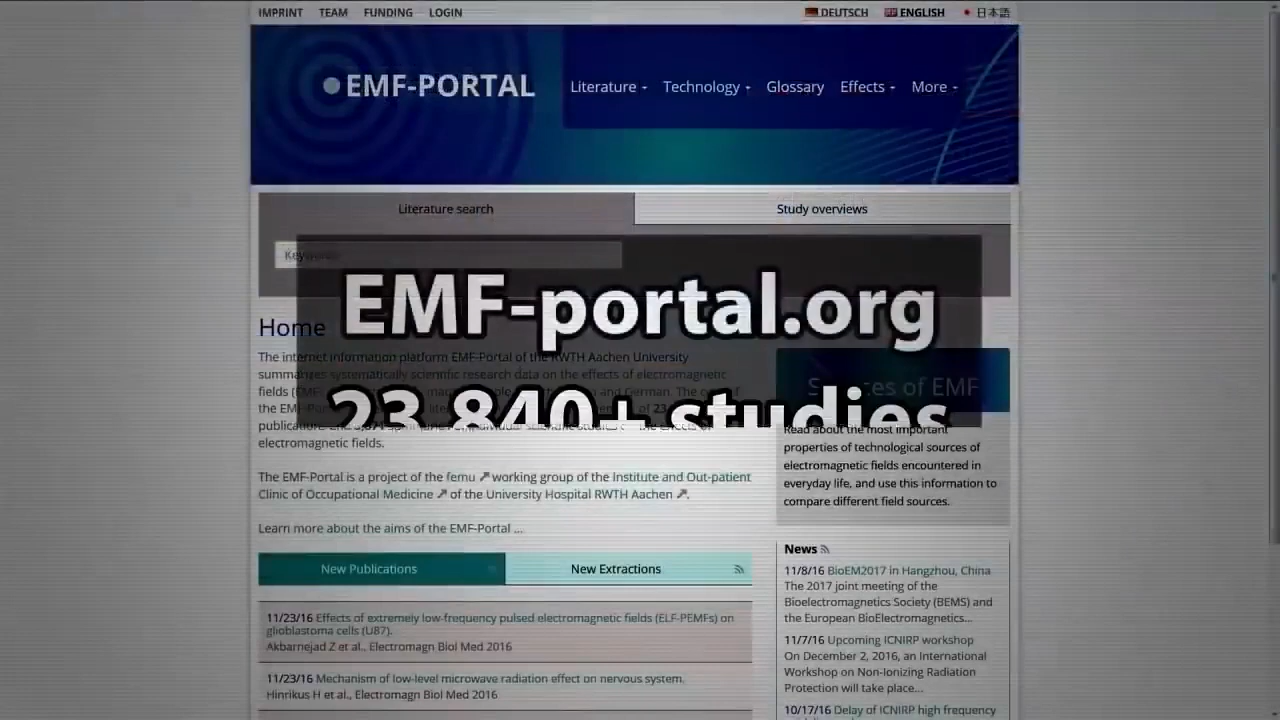 IMPRINT TEAM FUNDING LOGIN DEUTSCH ENGLISH 日本語
EMF-PORTAL
Literature Technology Glossary Effects More
Literature search Study overviews
EMF-portal.org
23,840+ studies
Home
The internet information platform EMF-Portal of the RWTH Aachen University
summarizes systematically scientific research data on the effects of electromagnetic
fields
the
publication
electromagnetic fields.
The EMF-Portal is a project of the femu working group of the Institute and Out-patient
Clinic of Occupational Medicine of the University Hospital RWTH Aachen .
Learn more about the aims of the EMF-Portal ...
New Publications New Extractions
11/23/16 Effects of extremely low-frequency pulsed electromagnetic fields (ELF-PEMFs) on
glioblastoma cells (U87).
Akbarnejad Z et al., Electromagn Biol Med 2016
11/23/16 Mechanism of low-level microwave radiation effect on nervous system.
Hinrikus H et al., Electromagn Biol Med 2016
Sources of EMF
Read about the most important
properties of technological sources of
electromagnetic fields encountered in
everyday life, and use this information to
compare different field sources.
News
11/8/16 BioEM2017 in Hangzhou, China
The 2017 joint meeting of the
Bioelectromagnetics Society (BEMS) and
the European BioElectromagnetics...
11/7/16 Upcoming ICNIRP workshop
On December 2, 2016, an International
Workshop on Non-Ionizing Radiation
Protection will take place...
10/17/16 Delay of ICNIRP high frequency